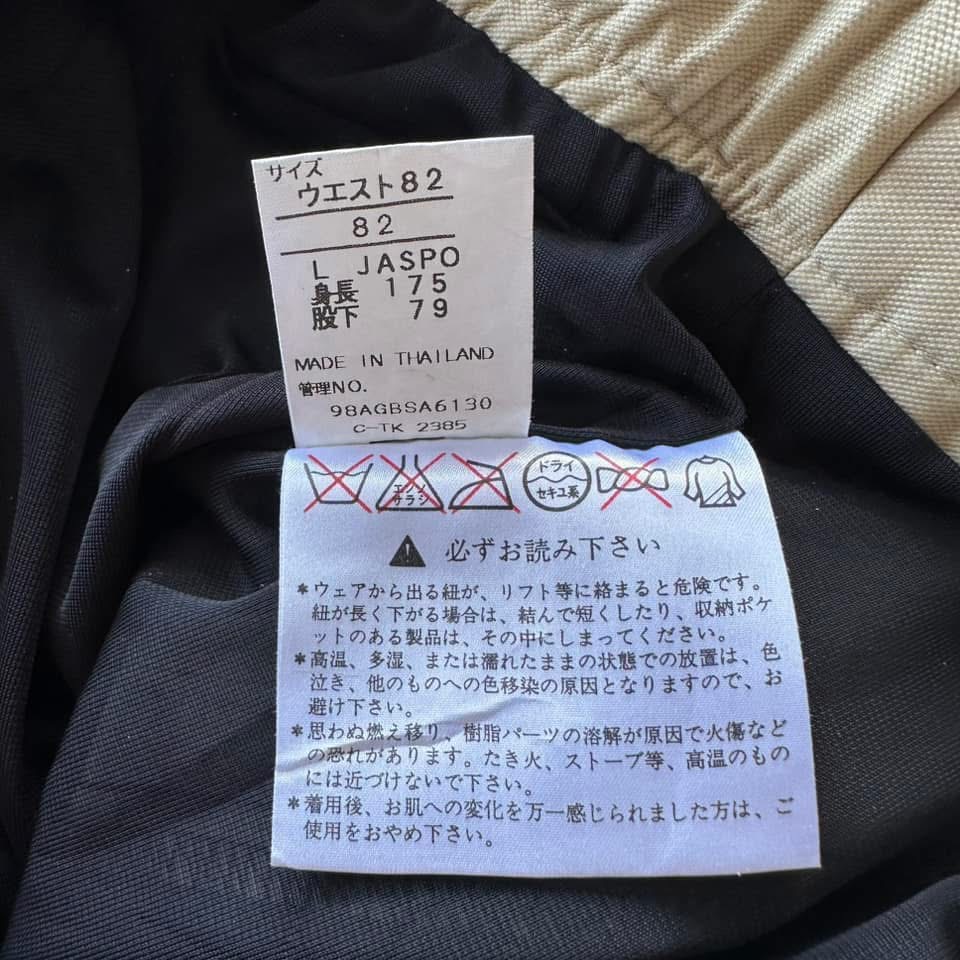 サイズ
ウエスト82
82
L JASPO
身長 175
股下 79
MADE IN THAILAND
管理NO.
98AGBSA6130
C-TK 2385
エンソ
サラシ
ドライ
セキユ系
必ずお読み下さい
*ウェアから出る紐が、リフト等に絡まると危険です。
紐が長く下がる場合は、結んで短くしたり、収納ポケ
ットのある製品は、その中にしまってください。
*高温、多湿、または濡れたままの状態での放置は、色
泣き、他のものへの色移染の原因となりますので、お
避け下さい。
*思わぬ燃え移り、樹脂パーツの溶解が原因で火傷など
の恐れがあります。たき火、ストーブ等、高温のもの
には近づけないで下さい。
*着用後、お肌への変化を万一感じられました方は、ご
使用をおやめ下さい。